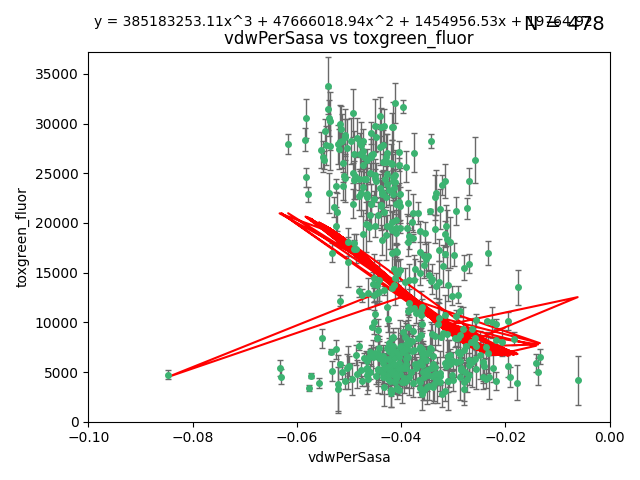 y = 385183253.11x^3 + 47666018.94x^2 + 1454956.53x +
N = 478
vdwPerSasa vs toxgreen_fluor
35000
30000
25000
20000
15000
10000
5000
0
toxgreen_fluor
−0.10
−0.08
−0.06
−0.04
−0.02
0.00
vdwPerSasa